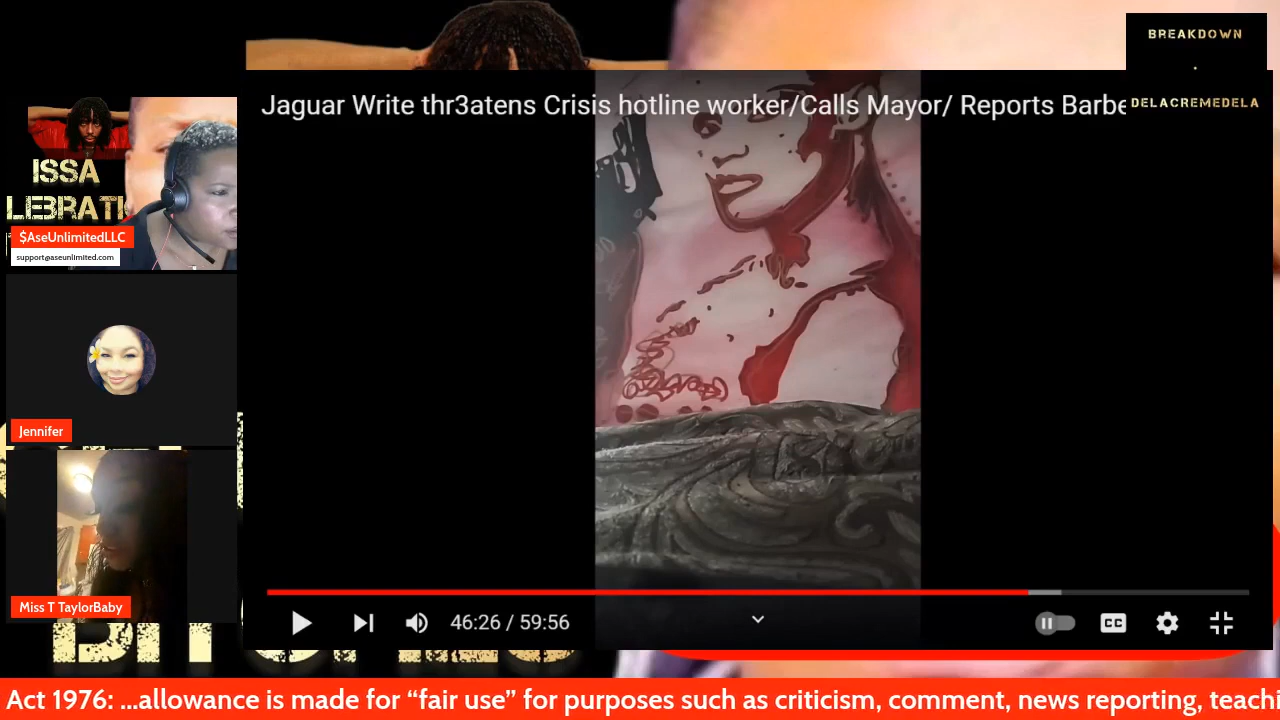 BREAKDOWN
DELACREMEDELA
Jaguar Write thr3atens Crisis hotline worker/Calls Mayor/ Reports Barbe
ISSA
LEBRATI
$AseUnlimitedLLC
support@aseunlimited.com
Jennifer
Miss T TaylorBaby
46:26 / 59:56
CC
Act 1976: ...allowance is made for “fair use” for purposes such as criticism, comment, news reporting, teachi